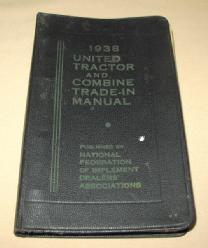 1938
UNITED
TRACTOR
AND
COMBINE
TRADE-IN
MANUAL
PUBLISHED BY
NATIONAL
FEDERATION
OF IMPLEMENT
DEALERS'
ASSOCIATIONS